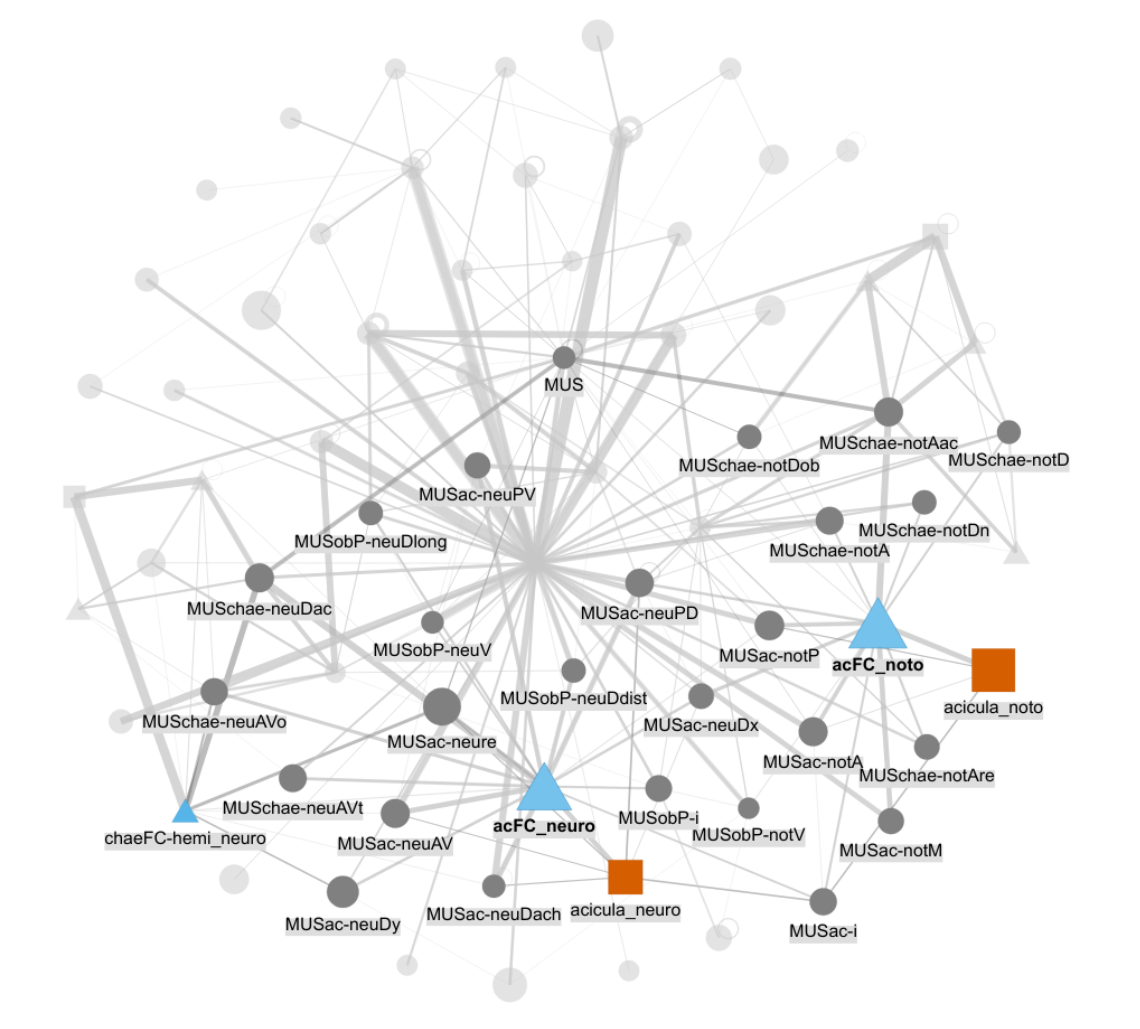 MUS
MUSchae-notAac
MUSchae-notDob
MUSchae-notD
MUSac-neuPV
MUSchae-notDn
MUSobP-neuDlong
MUSchae-notA
MUSchae-neuDac
MUSac-neuPD
MUSobP-neuV
MUSac-notP
acFC_noto
MUSobP-neuDdist
acicula_noto
MUSchae-neuAVo
MUSac-neuDx
MUSac-neure
MUSac-notA
MUSchae-notAre
MUSchae-neuAVt
MUSobP-i
acFC_neuro
MUSobP-notV
chaeFC-hemi_neuro
MUSac-neuAV
MUSac-notM
acicula_neuro
MUSac-neuDach
MUSac-neuDy
MUSac-i